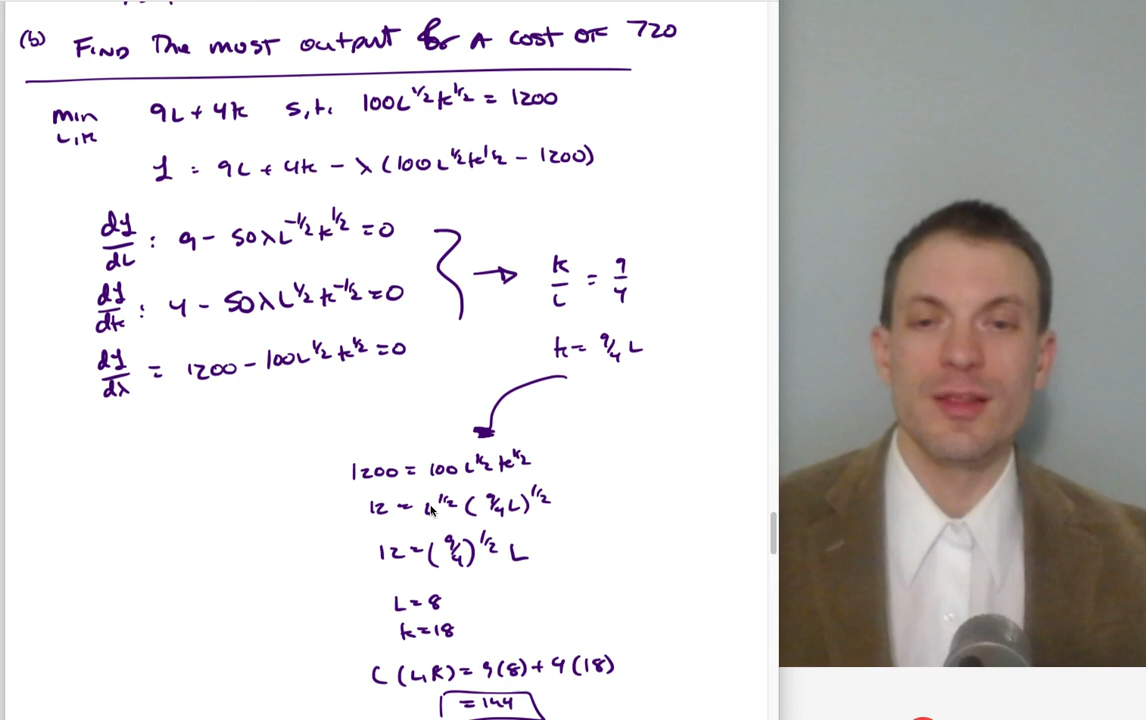 (b) FIND The most output for A cost OF 720
min 9L + 4k s.t. 100L^1/2 k^1/2 = 1200
L,K
L = 9L + 4k - λ(100L^1/2 k^1/2 - 1200)
dL/dL : 9 - 50λL^-1/2 k^1/2 = 0
dL/dk : 4 - 50λL^1/2 k^-1/2 = 0
dL/dλ = 1200 - 100L^1/2 k^1/2 = 0
→ k/L = 9/4
k = 9/4 L
1200 = 100L^1/2 k^1/2
12 = L^1/2 (9/4 L)^1/2
12 = (9/4)^1/2 L
L = 8
k = 18
C(L,K) = 9(8) + 4(18)
= 144